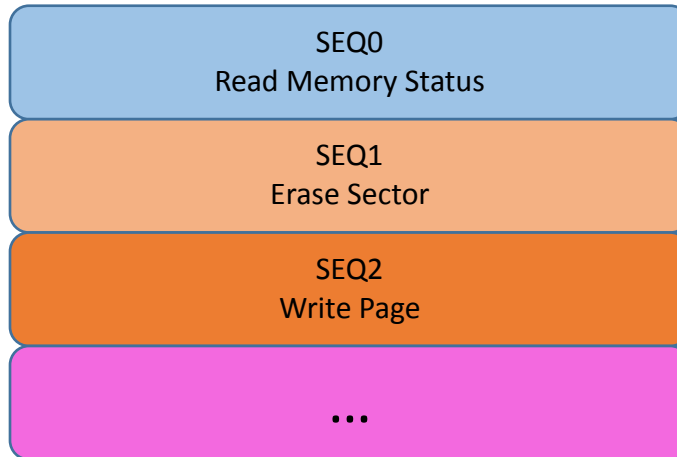 SEQ0
Read Memory Status
SEQ1
Erase Sector
SEQ2
Write Page
...